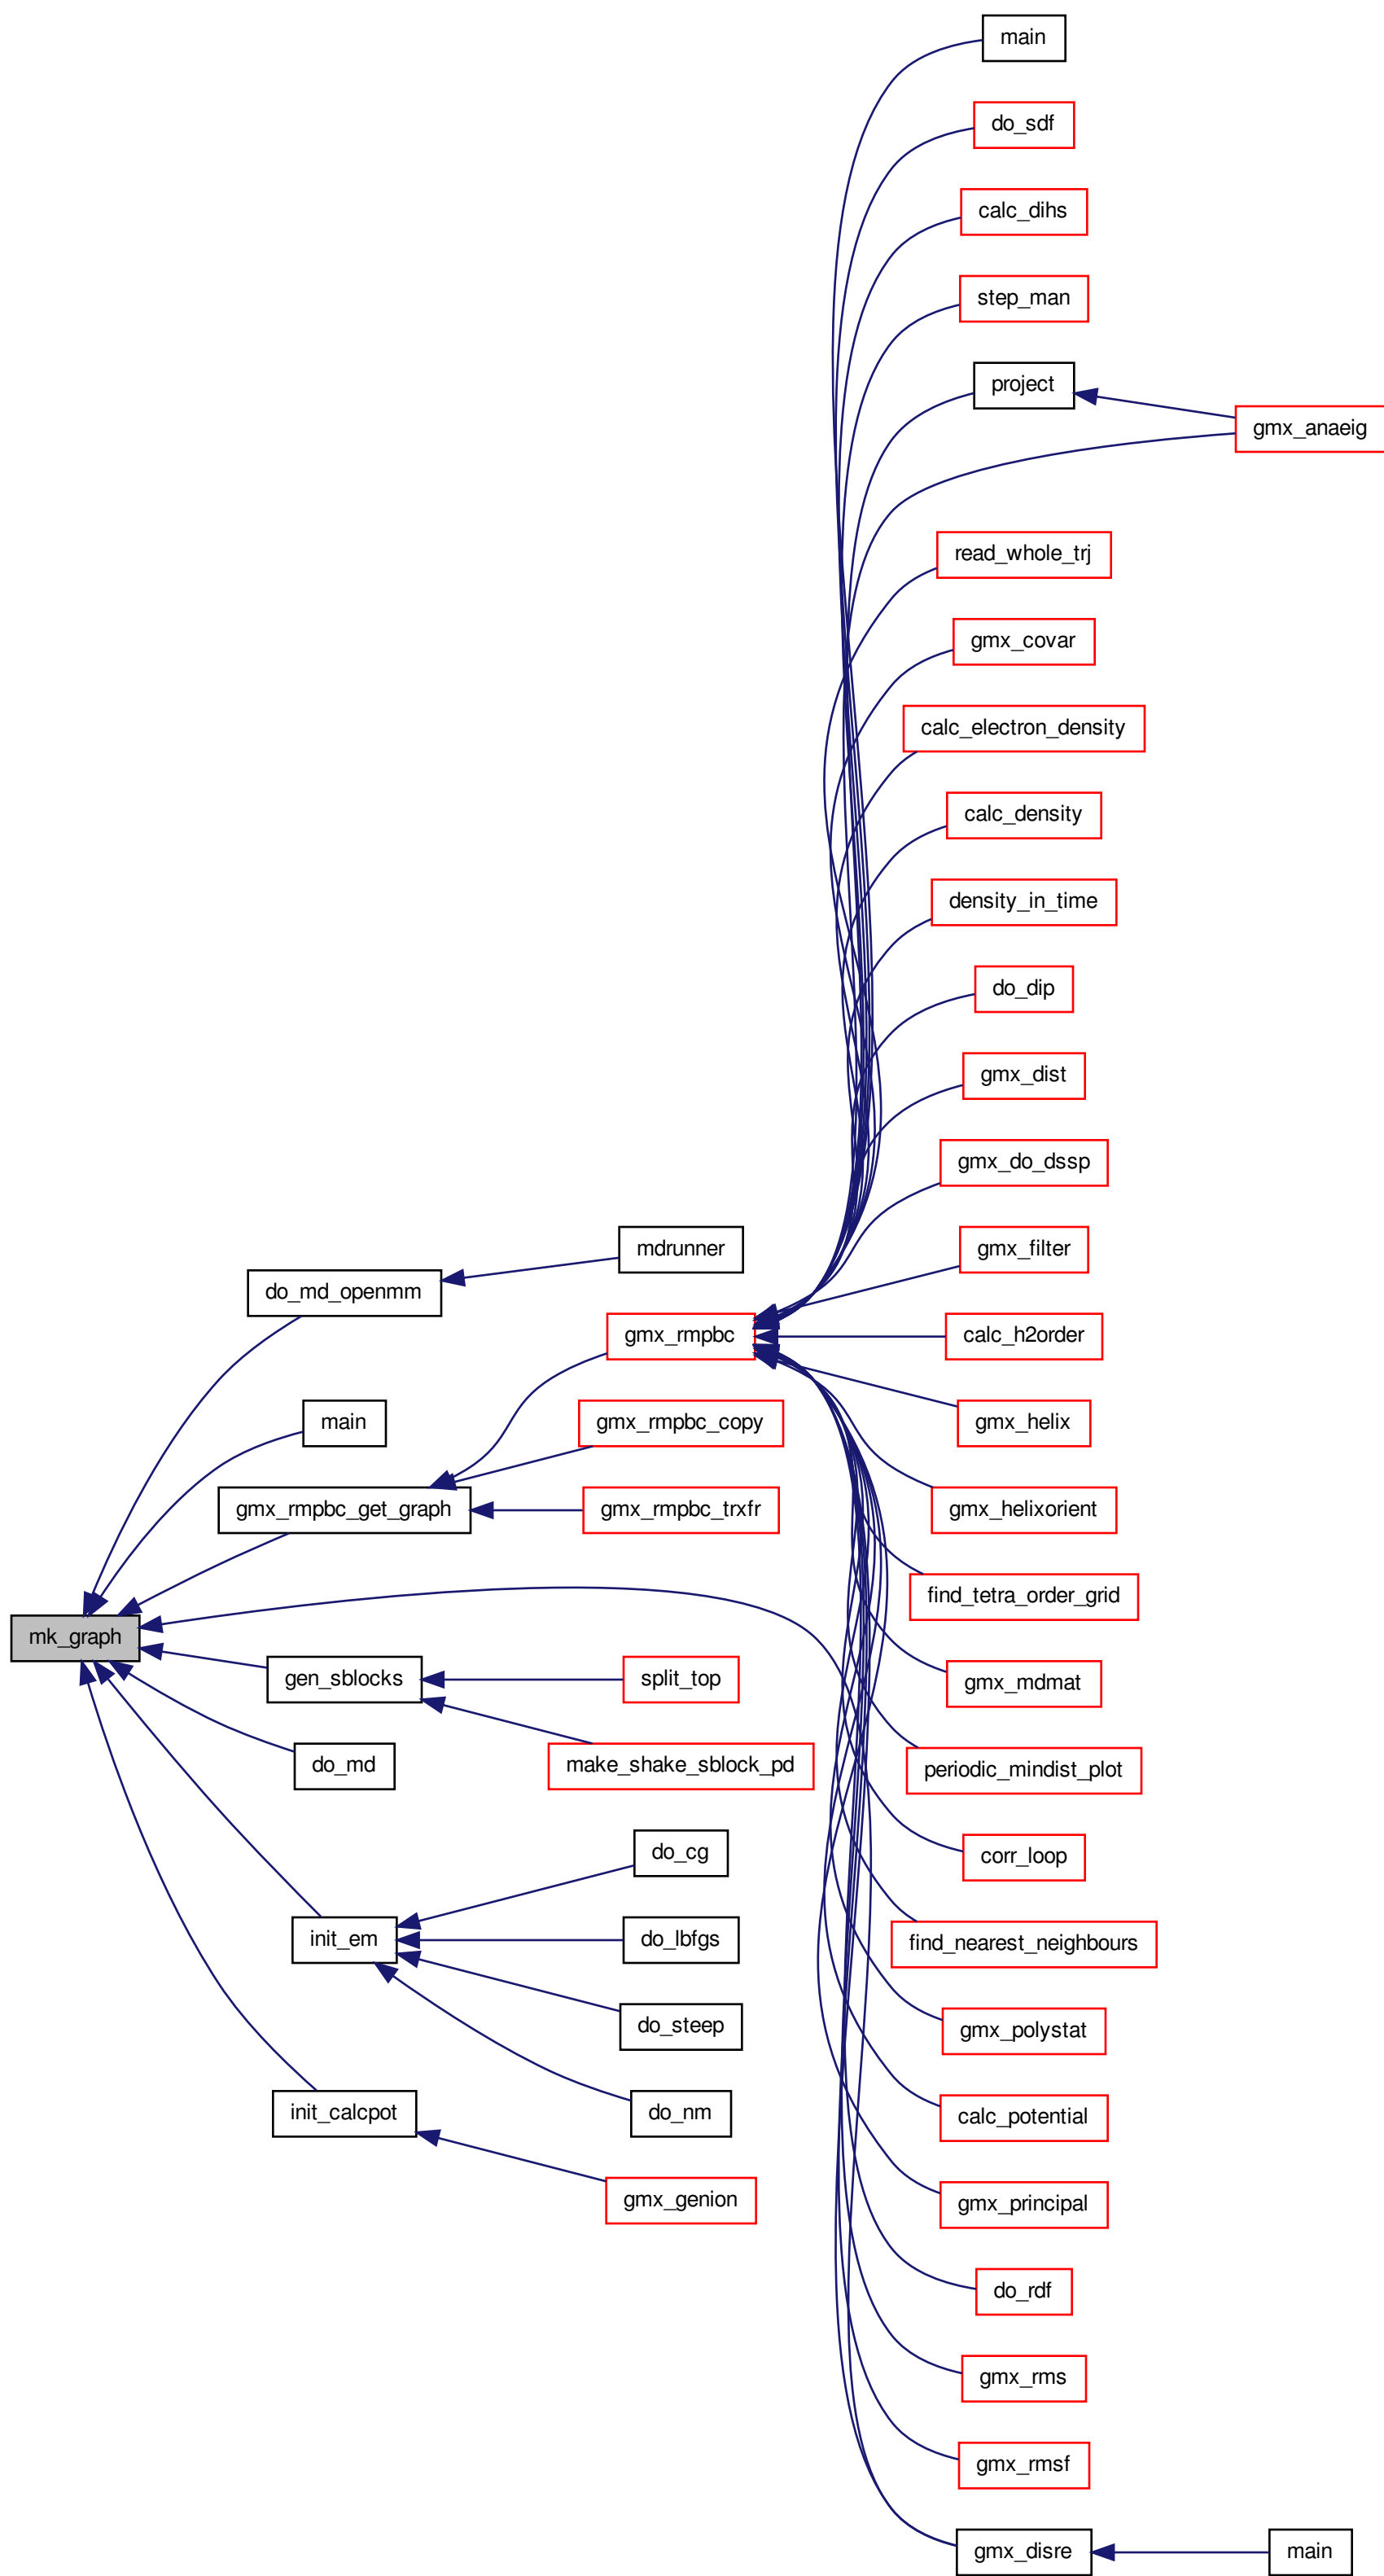 main
do_sdf
calc_dihs
step_man
project
gmx_anaeig
read_whole_trj
gmx_covar
calc_electron_density
calc_density
density_in_time
do_dip
gmx_dist
gmx_do_dssp
mdrunner
gmx_filter
do_md_openmm
gmx_rmpbc
calc_h2order
main
gmx_rmpbc_copy
gmx_helix
gmx_rmpbc_get_graph
gmx_rmpbc_trxfr
gmx_helixorient
find_tetra_order_grid
mk_graph
gen_sblocks
split_top
gmx_mdmat
do_md
make_shake_sblock_pd
periodic_mindist_plot
do_cg
corr_loop
init_em
do_lbfgs
find_nearest_neighbours
do_steep
gmx_polystat
init_calcpot
do_nm
calc_potential
gmx_genion
gmx_principal
do_rdf
gmx_rms
gmx_rmsf
gmx_disre
main